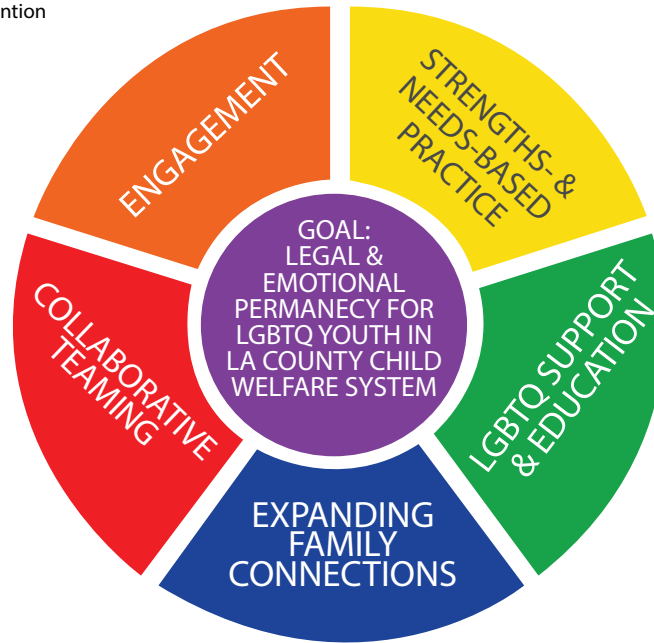 ntion
ENGAGEMENT
STRENGTHS- &
NEEDS-BASED
PRACTICE
GOAL:
LEGAL &
EMOTIONAL
PERMANECY FOR
LGBTQ YOUTH IN
LA COUNTY CHILD
WELFARE SYSTEM
COLLABORATIVE
TEAMING
LGBTQ SUPPORT
& EDUCATION
EXPANDING
FAMILY
CONNECTIONS